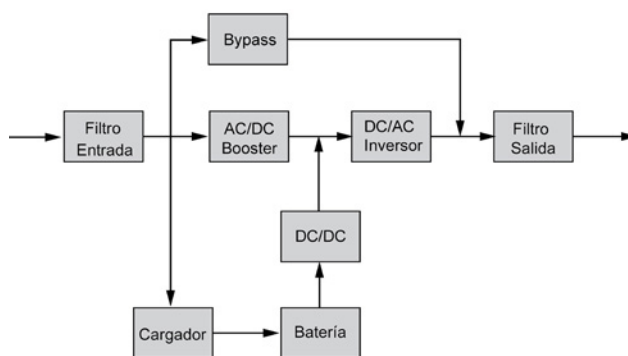 Bypass
Filtro
Entrada
AC/DC
Booster
DC/AC
Inversor
Filtro
Salida
DC/DC
Cargador
Batería